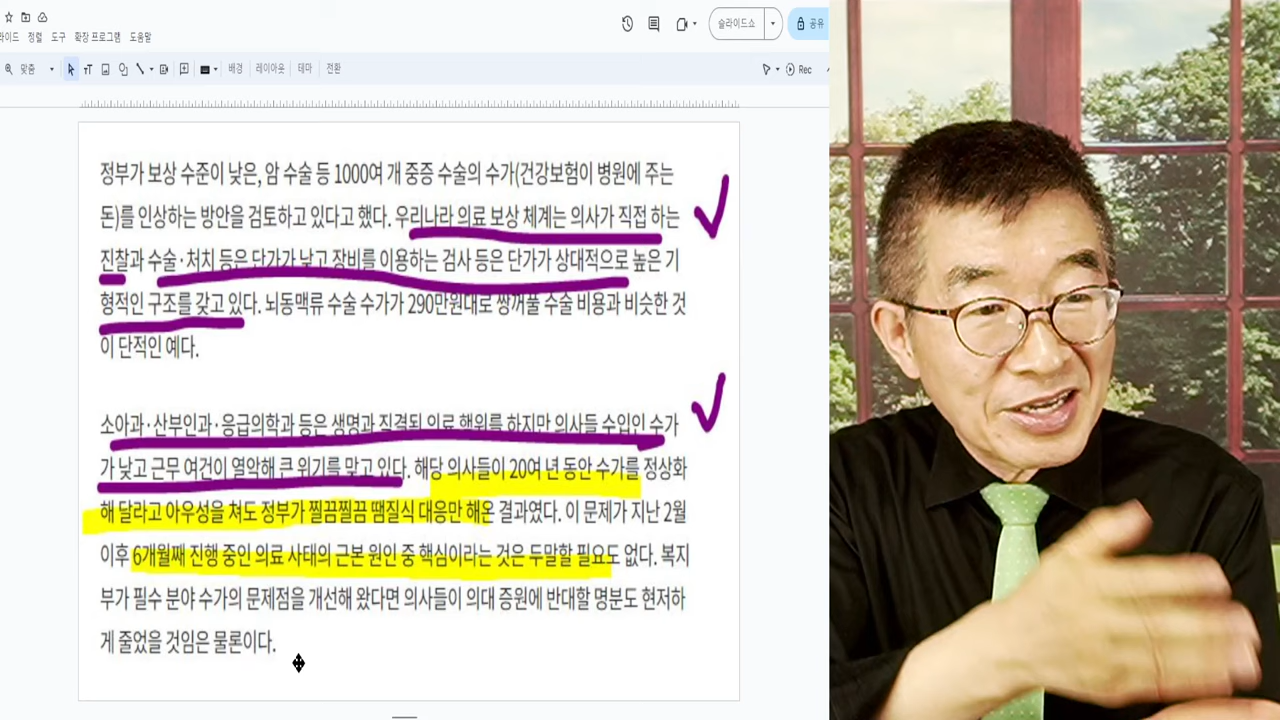 라이드 정렬 도구 확장 프로그램 도움말
슬라이드쇼
공유
맞춤
배경 레이아웃 테마 전환
Rec
정부가 보상 수준이 낮은, 암 수술 등 1000여 개 중증 수술의 수가(건강보험이 병원에 주는
돈)를 인상하는 방안을 검토하고 있다고 했다. 우리나라 의료 보상 체계는 의사가 직접 하는
진찰과 수술·처치 등은 단가가 낮고 장비를 이용하는 검사 등은 단가가 상대적으로 높은 기
형적인 구조를 갖고 있다. 뇌동맥류 수술 수가가 290만원대로 쌍꺼풀 수술 비용과 비슷한 것
이 단적인 예다.
소아과·산부인과·응급의학과 등은 생명과 직결된 의료 행위를 하지만 의사들 수입인 수가
가 낮고 근무 여건이 열악해 큰 위기를 맞고 있다. 해당 의사들이 20여 년 동안 수가를 정상화
해 달라고 아우성을 쳐도 정부가 찔끔찔끔 땜질식 대응만 해온 결과였다. 이 문제가 지난 2월
이후 6개월째 진행 중인 의료 사태의 근본 원인 중 핵심이라는 것은 두말할 필요도 없다. 복지
부가 필수 분야 수가의 문제점을 개선해 왔다면 의사들이 의대 증원에 반대할 명분도 현저하
게 줄었을 것임은 물론이다.